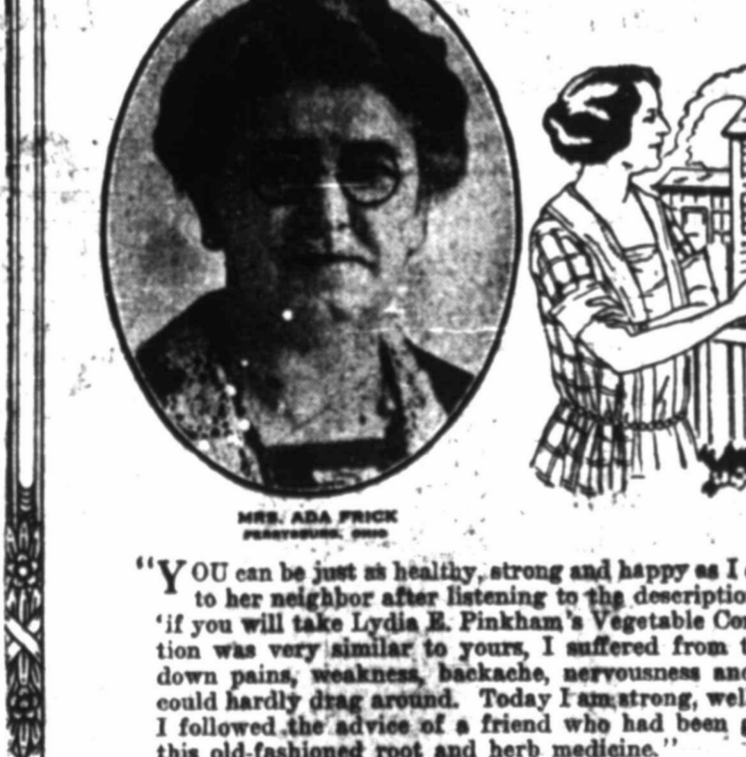 MRS. ADA FRICK
PERRYSBURG, OHIO
"YOU can be just as healthy, strong and happy as I
to her neighbor after listening to the descriptio
'if you will take Lydia E. Pinkham's Vegetable Co
tion was very similar to yours, I suffered from
down pains, weakness, backache, nervousness an
could hardly drag around. Today I am strong, wel
I followed the advice of a friend who had been
this old-fashioned root and herb medicine."